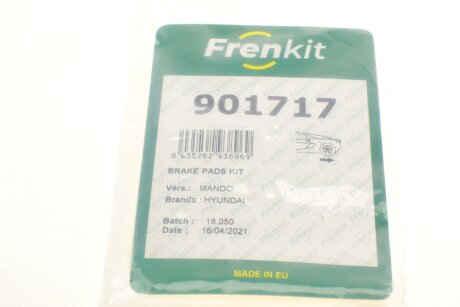 Frenkit
901717
8 435262 938969
BRAKE PADS KIT
Vers.: MANDO
Brands : HYUNDAI
Batch : 18.050
Date : 16/04/2021
MADE IN EU